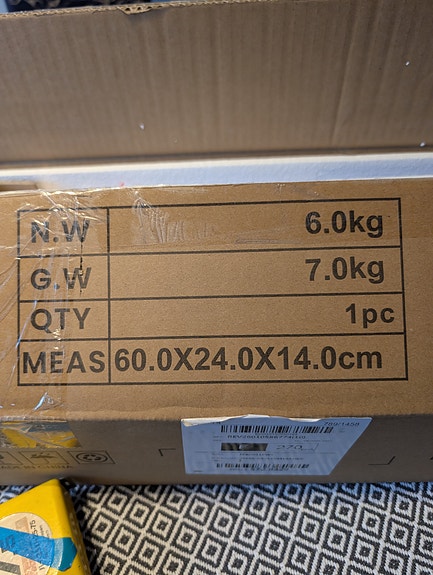 N.W 6.0kg
G.W 7.0kg
QTY 1pc
MEAS 60.0X24.0X14.0cm